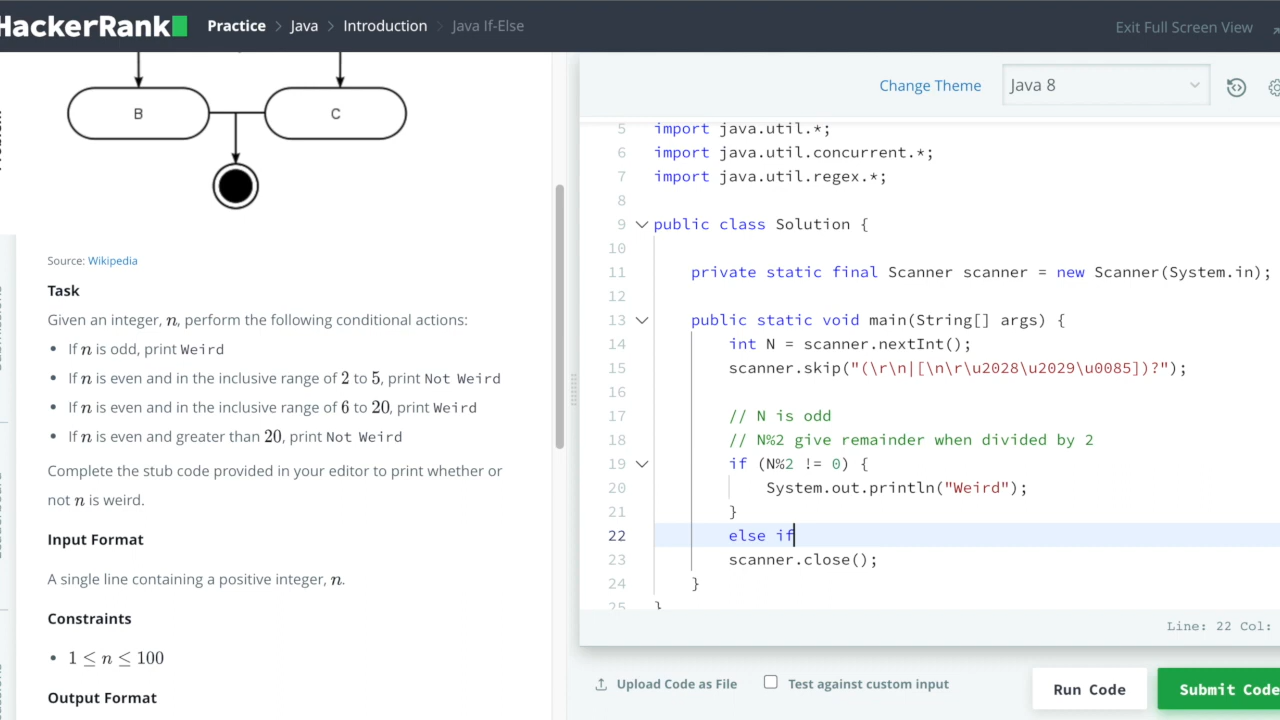 HackerRank Practice > Java > Introduction > Java If-Else Exit Full Screen View
B C
Source: Wikipedia
Task
Given an integer, n, perform the following conditional actions:
• If n is odd, print Weird
• If n is even and in the inclusive range of 2 to 5, print Not Weird
• If n is even and in the inclusive range of 6 to 20, print Weird
• If n is even and greater than 20, print Not Weird
Complete the stub code provided in your editor to print whether or
not n is weird.
Input Format
A single line containing a positive integer, n.
Constraints
• 1 ≤ n ≤ 100
Output Format
Change Theme Java 8
5 import java.util.*;
6 import java.util.concurrent.*;
7 import java.util.regex.*;
8
9 public class Solution {
10
11 private static final Scanner scanner = new Scanner(System.in);
12
13 public static void main(String[] args) {
14 int N = scanner.nextInt();
15 scanner.skip("(\r\n|[\n\r\u2028\u2029\u0085])?");
16
17 // N is odd
18 // N%2 give remainder when divided by 2
19 if (N%2 != 0) {
20 System.out.println("Weird");
21 }
22 else if
23 scanner.close();
24 }
25 }
Line: 22 Col:
Upload Code as File Test against custom input Run Code Submit Code